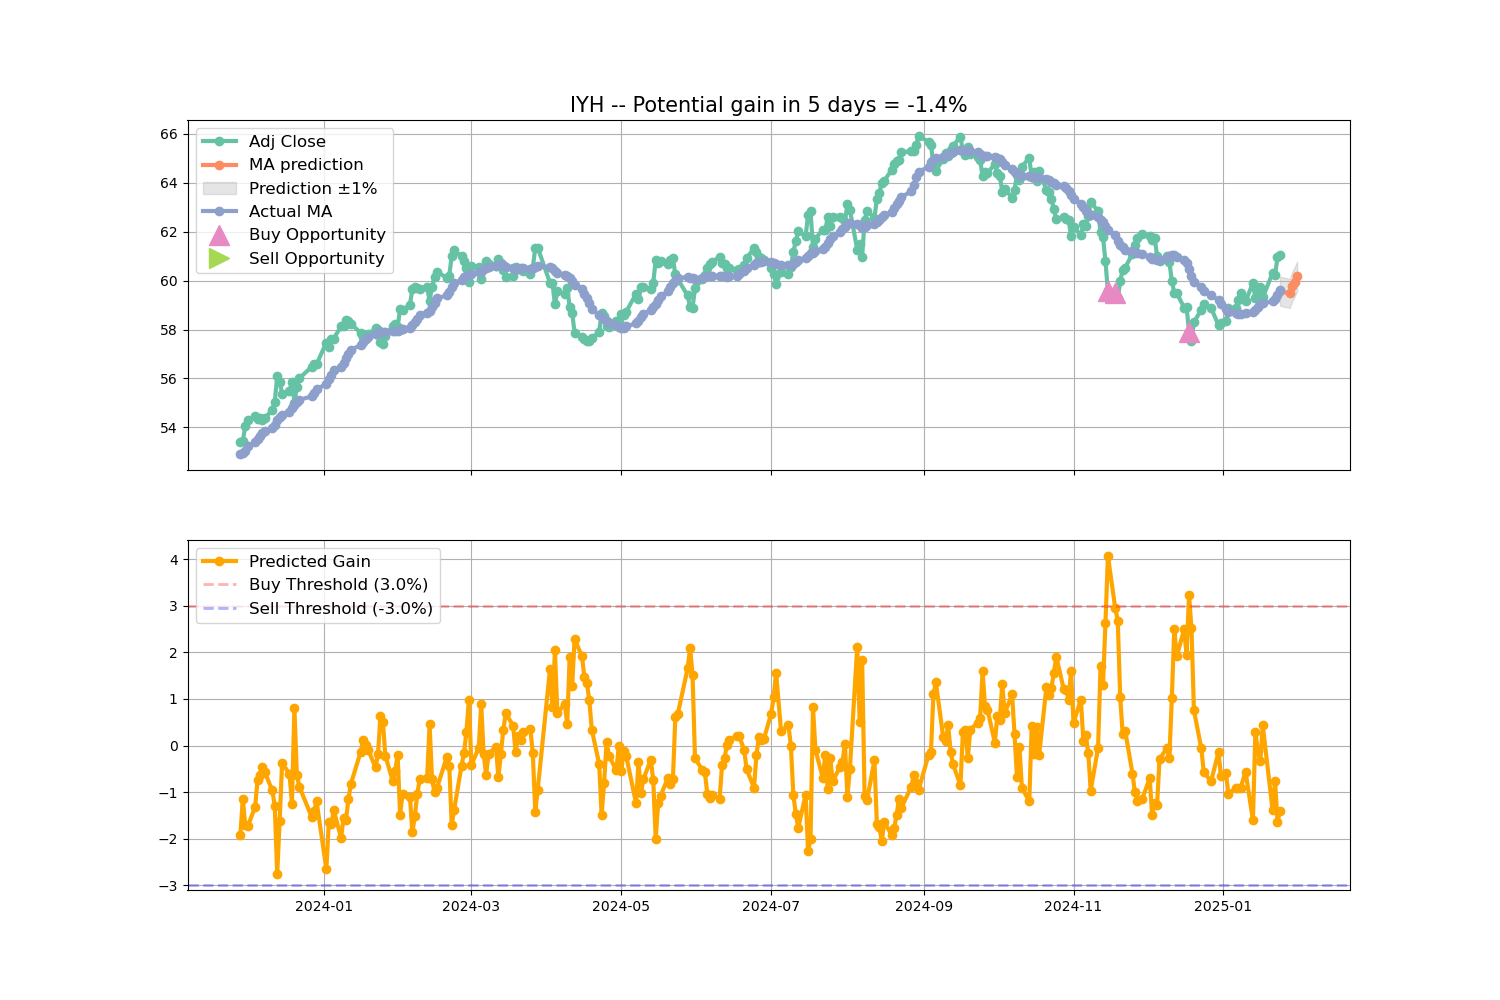 IYH -- Potential gain in 5 days = -1.4%
66
64
62
60
58
56
54
Adj Close
MA prediction
Prediction ±1%
Actual MA
Buy Opportunity
Sell Opportunity
4
3
2
1
0
−1
−2
−3
Predicted Gain
Buy Threshold (3.0%)
Sell Threshold (-3.0%)
2024-01
2024-03
2024-05
2024-07
2024-09
2024-11
2025-01